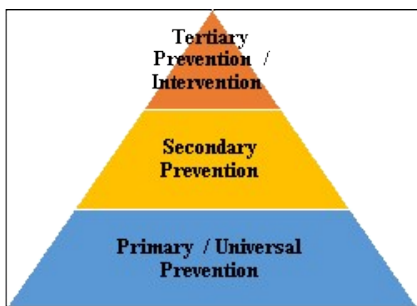 Tertiary
Prevention /
Intervention
Secondary
Prevention
Primary / Universal
Prevention